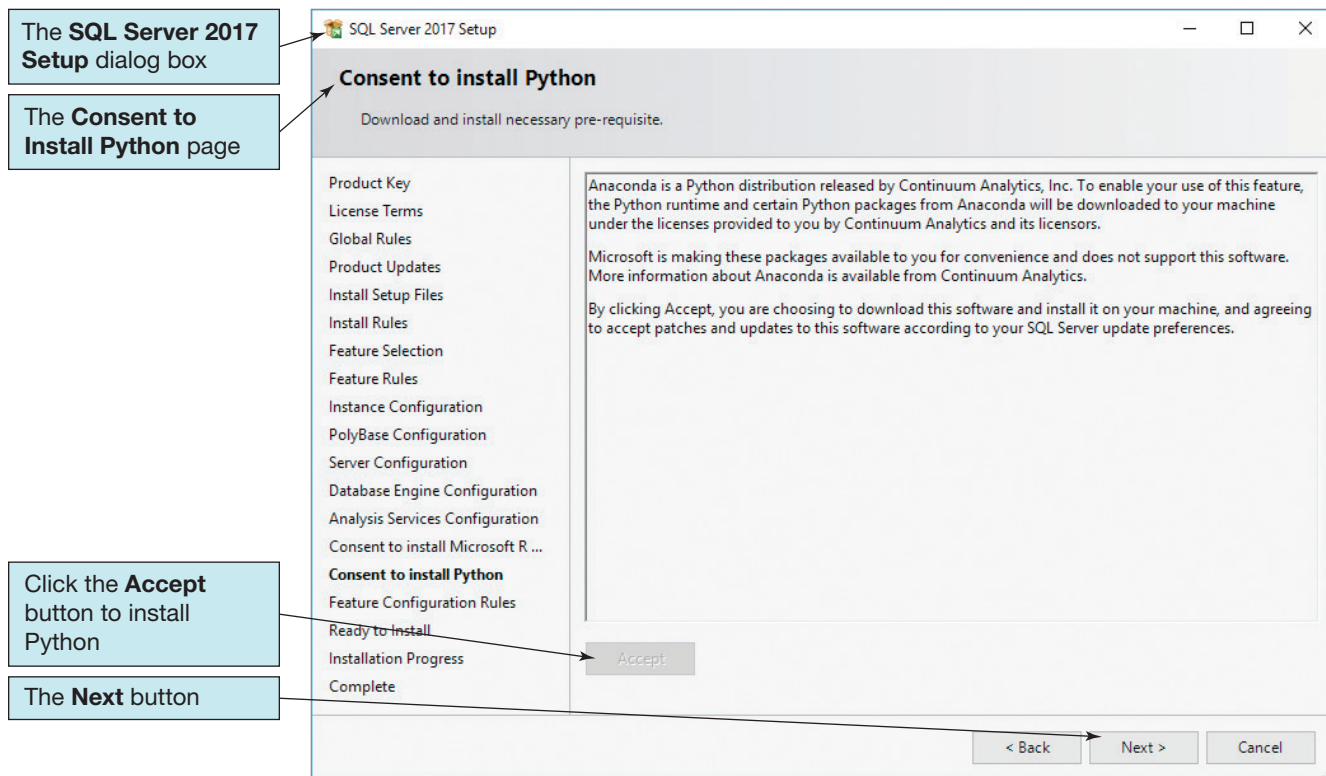 The SQL Server 2017
Setup dialog box
The Consent to
Install Python page
Click the Accept
button to install
Python
The Next button
SQL Server 2017 Setup
Consent to install Python
Download and install necessary pre-requisite.
Product Key
License Terms
Global Rules
Product Updates
Install Setup Files
Install Rules
Feature Selection
Feature Rules
Instance Configuration
PolyBase Configuration
Server Configuration
Database Engine Configuration
Analysis Services Configuration
Consent to install Microsoft R ...
Consent to install Python
Feature Configuration Rules
Ready to Install
Installation Progress
Complete
Anaconda is a Python distribution released by Continuum Analytics, Inc. To enable your use of this feature,
the Python runtime and certain Python packages from Anaconda will be downloaded to your machine
under the licenses provided to you by Continuum Analytics and its licensors.
Microsoft is making these packages available to you for convenience and does not support this software.
More information about Anaconda is available from Continuum Analytics.
By clicking Accept, you are choosing to download this software and install it on your machine, and agreeing
to accept patches and updates to this software according to your SQL Server update preferences.
Accept
< Back
Next >
Cancel